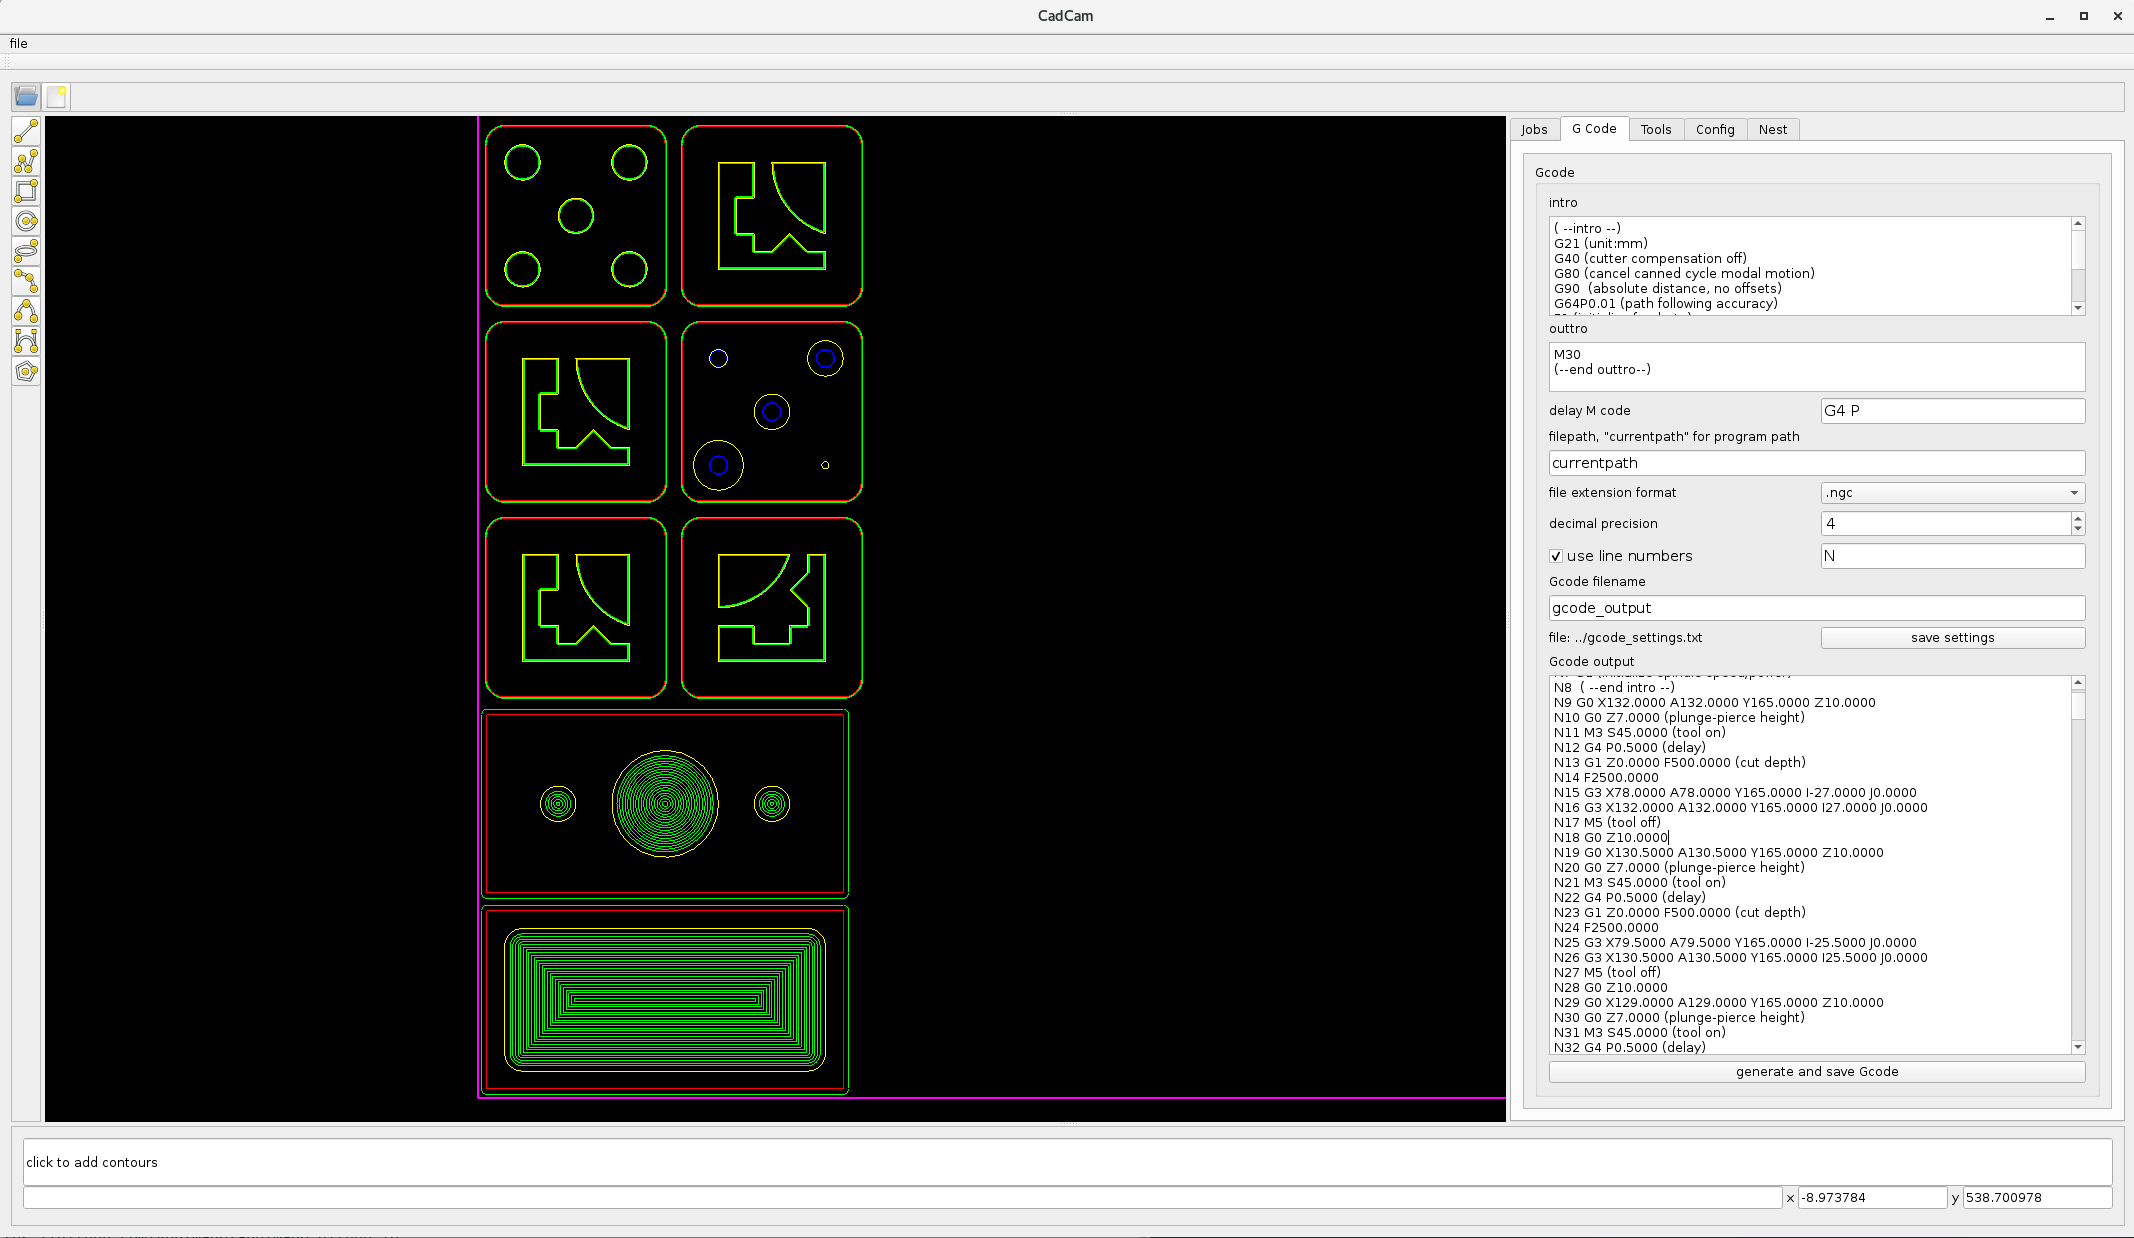 CadCam
file
Jobs
G Code
Tools
Config
Nest
Gcode
intro
( --intro --)
G21 (unit:mm)
G40 (cutter compensation off)
G80 (cancel canned cycle modal motion)
G90  (absolute distance, no offsets)
G64P0.01 (path following accuracy)
outtro
M30
(--end outtro--)
delay M code
G4 P
filepath, "currentpath" for program path
currentpath
file extension format
.ngc
decimal precision
4
use line numbers
N
Gcode filename
gcode_output
file: ../gcode_settings.txt
save settings
Gcode output
N8  ( --end intro --)
N9 G0 X132.0000 A132.0000 Y165.0000 Z10.0000
N10 G0 Z7.0000 (plunge-pierce height)
N11 M3 S45.0000 (tool on)
N12 G4 P0.5000 (delay)
N13 G1 Z0.0000 F500.0000 (cut depth)
N14 F2500.0000
N15 G3 X78.0000 A78.0000 Y165.0000 I-27.0000 J0.0000
N16 G3 X132.0000 A132.0000 Y165.0000 I27.0000 J0.0000
N17 M5 (tool off)
N18 G0 Z10.0000
N19 G0 X130.5000 A130.5000 Y165.0000 Z10.0000
N20 G0 Z7.0000 (plunge-pierce height)
N21 M3 S45.0000 (tool on)
N22 G4 P0.5000 (delay)
N23 G1 Z0.0000 F500.0000 (cut depth)
N24 F2500.0000
N25 G3 X79.5000 A79.5000 Y165.0000 I-25.5000 J0.0000
N26 G3 X130.5000 A130.5000 Y165.0000 I25.5000 J0.0000
N27 M5 (tool off)
N28 G0 Z10.0000
N29 G0 X129.0000 A129.0000 Y165.0000 Z10.0000
N30 G0 Z7.0000 (plunge-pierce height)
N31 M3 S45.0000 (tool on)
N32 G4 P0.5000 (delay)
generate and save Gcode
click to add contours
x -8.973784 y 538.700978